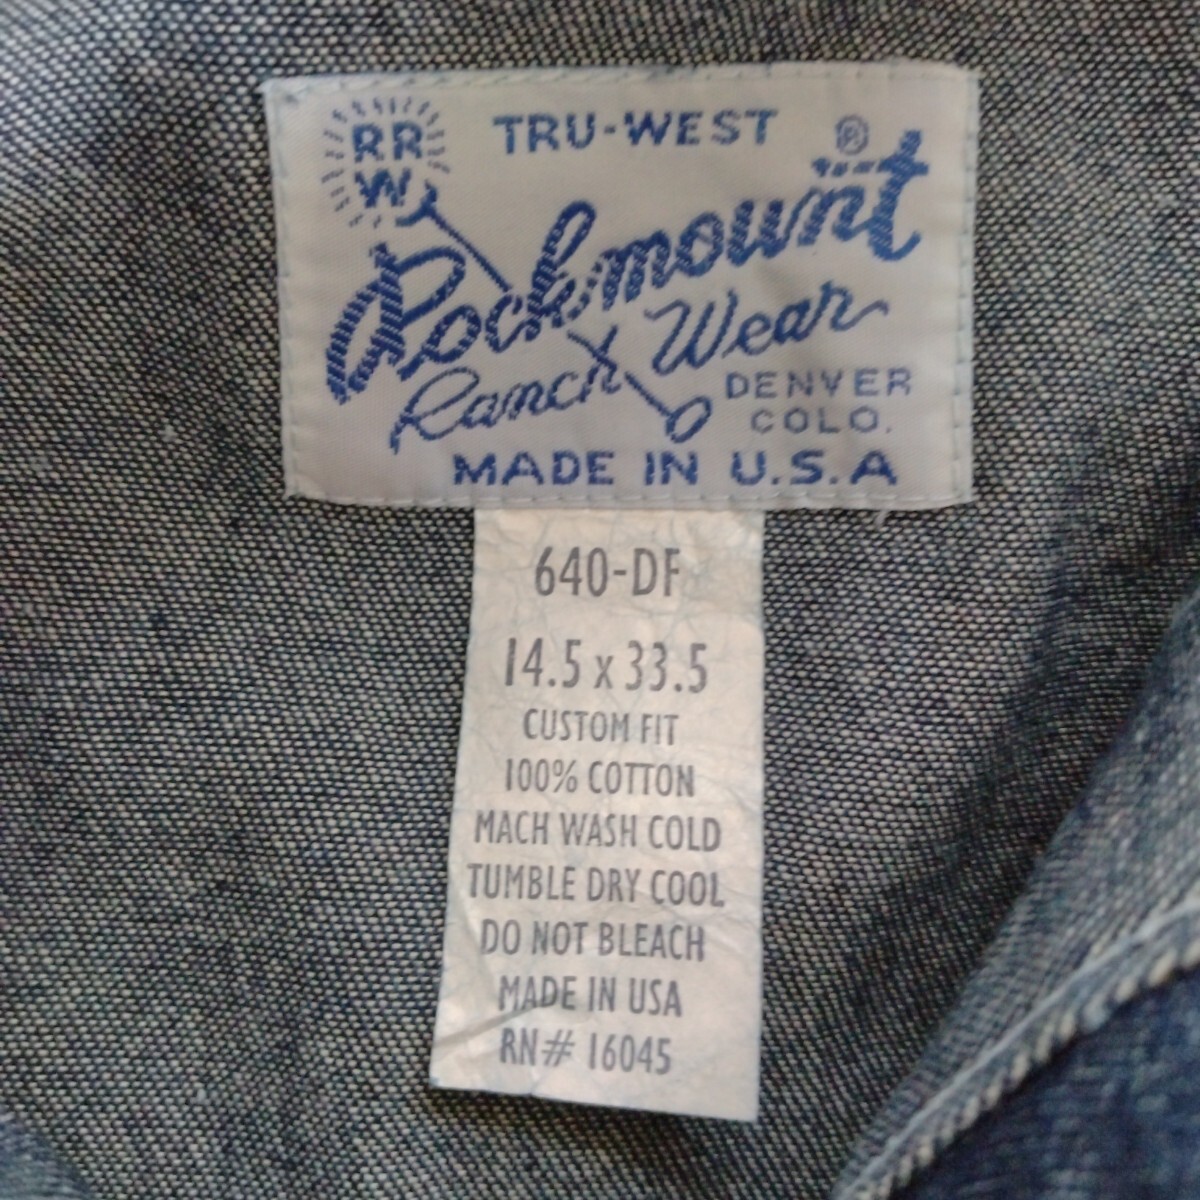 RR
W
TRU-WEST ®
Rockmount
Ranch Wear
DENVER
COLO.
MADE IN U.S.A
640-DF
14.5 x 33.5
CUSTOM FIT
100% COTTON
MACH WASH COLD
TUMBLE DRY COOL
DO NOT BLEACH
MADE IN USA
RN# 16045